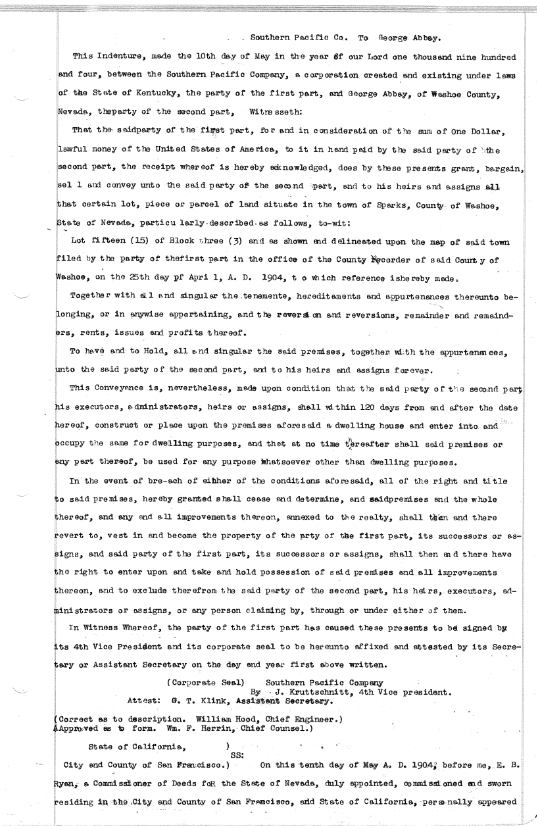 Southern Pacific Co. To George Abbay.
This Indenture, made the 10th day of May in the year of our Lord one thousand nine hundred
and four, between the Southern Pacific Company, a corporation created and existing under laws
of the State of Kentucky, the party of the first part, and George Abbay, of Washoe County,
Nevada, theparty of the second part, Witnesseth:
That the saidparty of the first part, for and in consideration of the sum of One Dollar,
lawful money of the United States of America, to it in hand paid by the said party of the
second part, the receipt whereof is hereby acknowledged, does by these presents grant, bargain,
sell and convey unto the said party of the second part, and to his heirs and assigns all
that certain lot, piece or parcel of land situate in the town of Sparks, County of Washoe,
State of Nevada, particularly described as follows, to-wit:
Lot fifteen (15) of Block three (3) and as shown and delineated upon the map of said town
filed by the party of thefirst part in the office of the County Recorder of said County of
Washoe, on the 25th day pf April, A. D. 1904, to which reference ishereby made.
Together with all and singular the tenements, hereditaments and appurtenances thereunto be-
longing, or in anywise appertaining, and the reversion and reversions, remainder and remaind-
ers, rents, issues and profits thereof.
To have and to Hold, all and singular the said premises, together with the appurtenances,
unto the said party of the second part, and to his heirs and assigns forever.
This Conveyance is, nevertheless, made upon condition that the said party of the second part
his executors, administrators, heirs or assigns, shall within 120 days from and after the date
hereof, construct or place upon the premises aforesaid a dwelling house and enter into and
occupy the same for dwelling purposes, and that at no time thereafter shall said premises or
any part thereof, be used for any purpose whatsoever other than dwelling purposes.
In the event of bre-ach of either of the conditions aforesaid, all of the right and title
to said premises, hereby granted shall cease and determine, and saidpremises and the whole
thereof, and any and all improvements thereon, annexed to the realty, shall then and there
revert to, vest in and become the property of the party of the first part, its successors or as-
signs, and said party of the first part, its successors or assigns, shall then and there have
the right to enter upon and take and hold possession of said premises and all improvements
thereon, and to exclude therefrom the said party of the second part, his heirs, executors, ad-
ministrators or assigns, or any person claiming by, through or under either of them.
In Witness Whereof, the party of the first part has caused these presents to be signed by
its 4th Vice President and its corporate seal to be hereunto affixed and attested by its Secre-
tary or Assistant Secretary on the day and year first above written.
(Corporate Seal) Southern Pacific Company
By J. Kruttschnitt, 4th Vice president.
Attest: G. T. Klink, Assistant Secretary.
(Correct as to description. William Hood, Chief Engineer.)
(Approved as to form. Wm. F. Herrin, Chief Counsel.)
State of California, )
SS:
City and County of San Francisco.) On this tenth day of May A. D. 1904, before me, E. B.
Ryan, a Commissioner of Deeds foR the State of Nevada, duly appointed, commissioned and sworn
residing in the City and County of San Francisco, and State of California, personally appeared